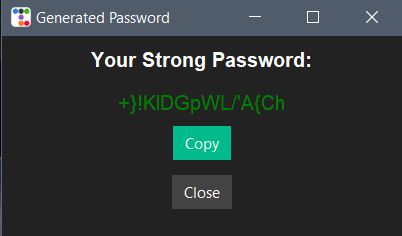 Generated Password
Your Strong Password:
+}!KlDGpWL/'A{Ch
Copy
Close